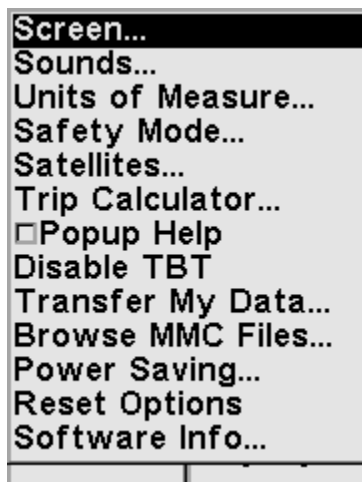 Screen...
Sounds...
Units of Measure...
Safety Mode...
Satellites...
Trip Calculator...
Popup Help
Disable TBT
Transfer My Data...
Browse MMC Files...
Power Saving...
Reset Options
Software Info...